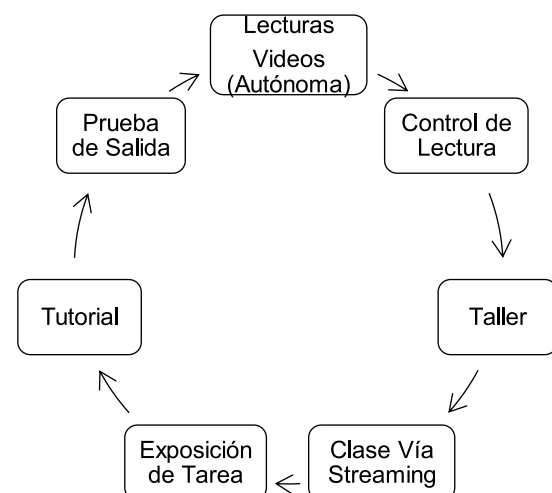 Lecturas
Videos
(Autónoma)
Control de
Lectura
Taller
Clase Vía
Streaming
Exposición
de Tarea
Tutorial
Prueba
de Salida